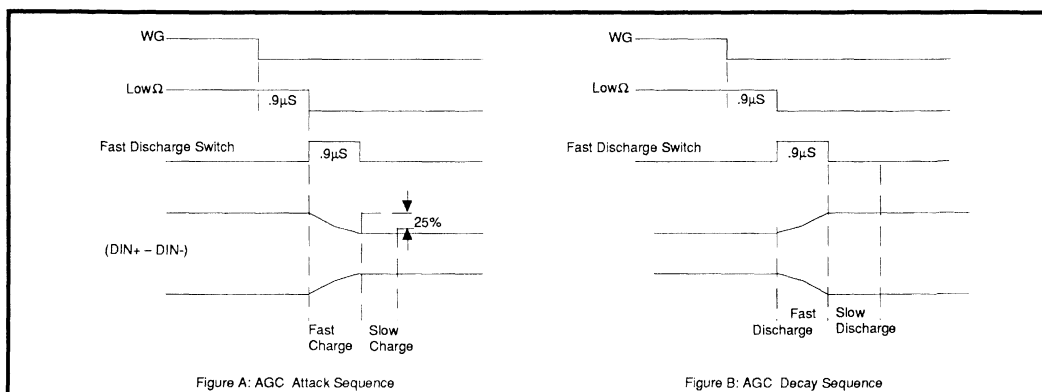 WG
LowΩ
.9μS
Fast Discharge Switch
.9μS
25%
(DIN+ – DIN-)
Fast Charge
Slow Charge
Figure A: AGC Attack Sequence
WG
LowΩ
.9μS
Fast Discharge Switch
.9μS
Fast Discharge
Slow Discharge
Figure B: AGC Decay Sequence